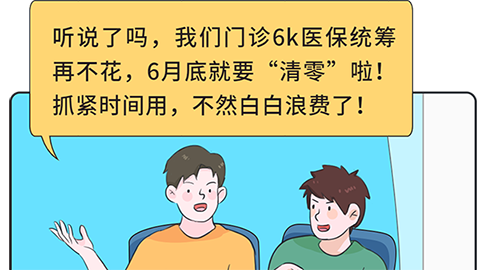 听说了吗，我们门诊6k医保统筹
再不花，6月底就要“清零”啦！
抓紧时间用，不然白白浪费了！